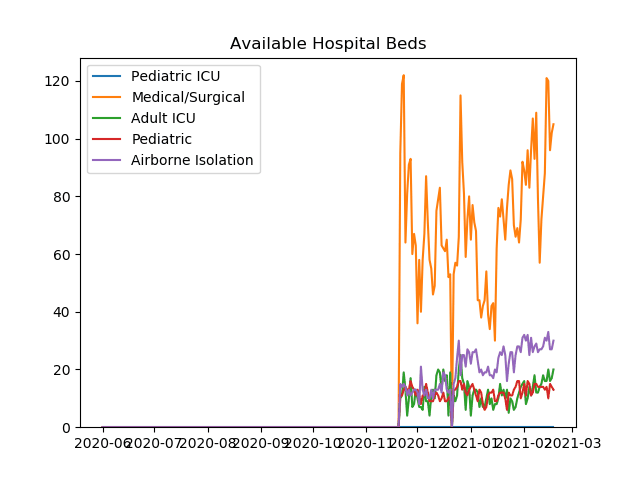 Available Hospital Beds
Pediatric ICU
Medical/Surgical
Adult ICU
Pediatric
Airborne Isolation
120
100
80
60
40
20
0
2020-06 2020-07 2020-08 2020-09 2020-10 2020-11 2020-12 2021-01 2021-02 2021-03